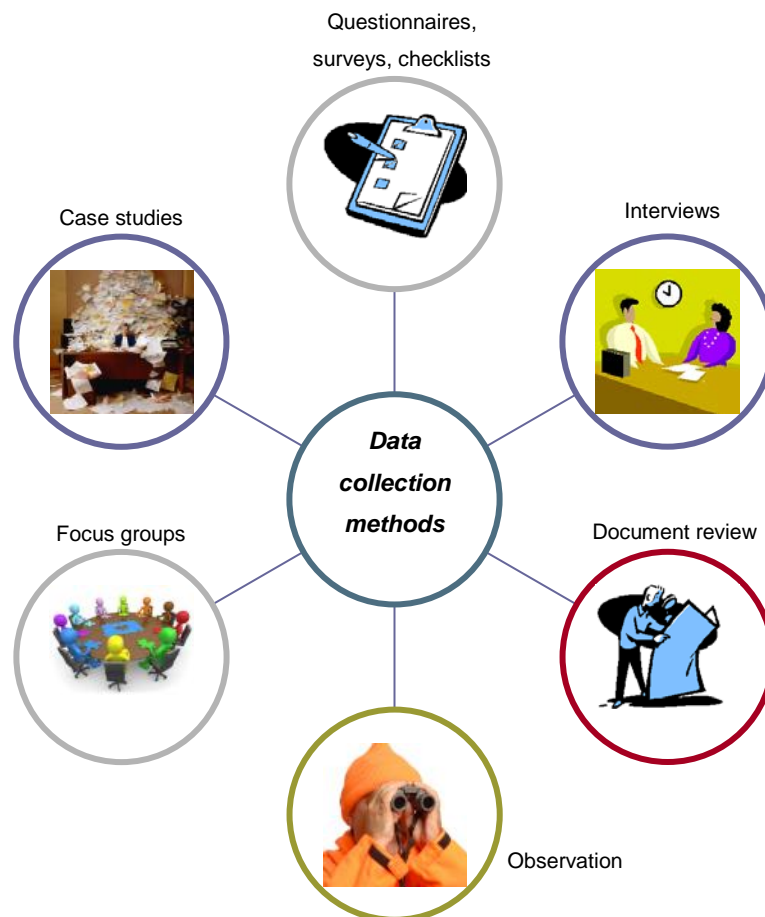 Questionnaires,
surveys, checklists
Case studies
Interviews
Data
collection
methods
Focus groups
Document review
Observation